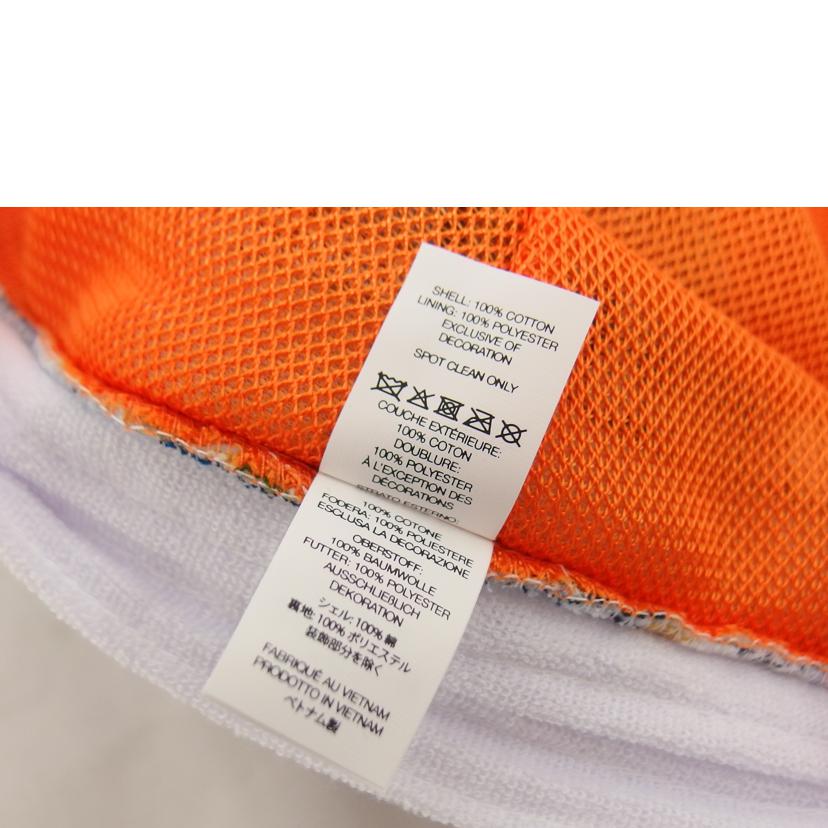 SHELL: 100% COTTON
LINING: 100% POLYESTER
EXCLUSIVE OF
DECORATION
SPOT CLEAN ONLY
COUCHE EXTÉRIEURE:
100% COTON
DOUBLURE:
100% POLYESTER
À L'EXCEPTION DES
DÉCORATIONS
STRATO ESTERNO:
100% COTONE
FODERA: 100% POLIESTERE
ESCLUSA LA DECORAZIONE
OBERSTOFF:
100% BAUMWOLLE
FUTTER: 100% POLYESTER
AUSSCHLIEßLICH
DEKORATION
シェル: 100% 綿
裏地: 100% ポリエステル
装飾部分を除く
FABRIQUÉ AU VIETNAM
PRODOTTO IN VIETNAM
ベトナム製